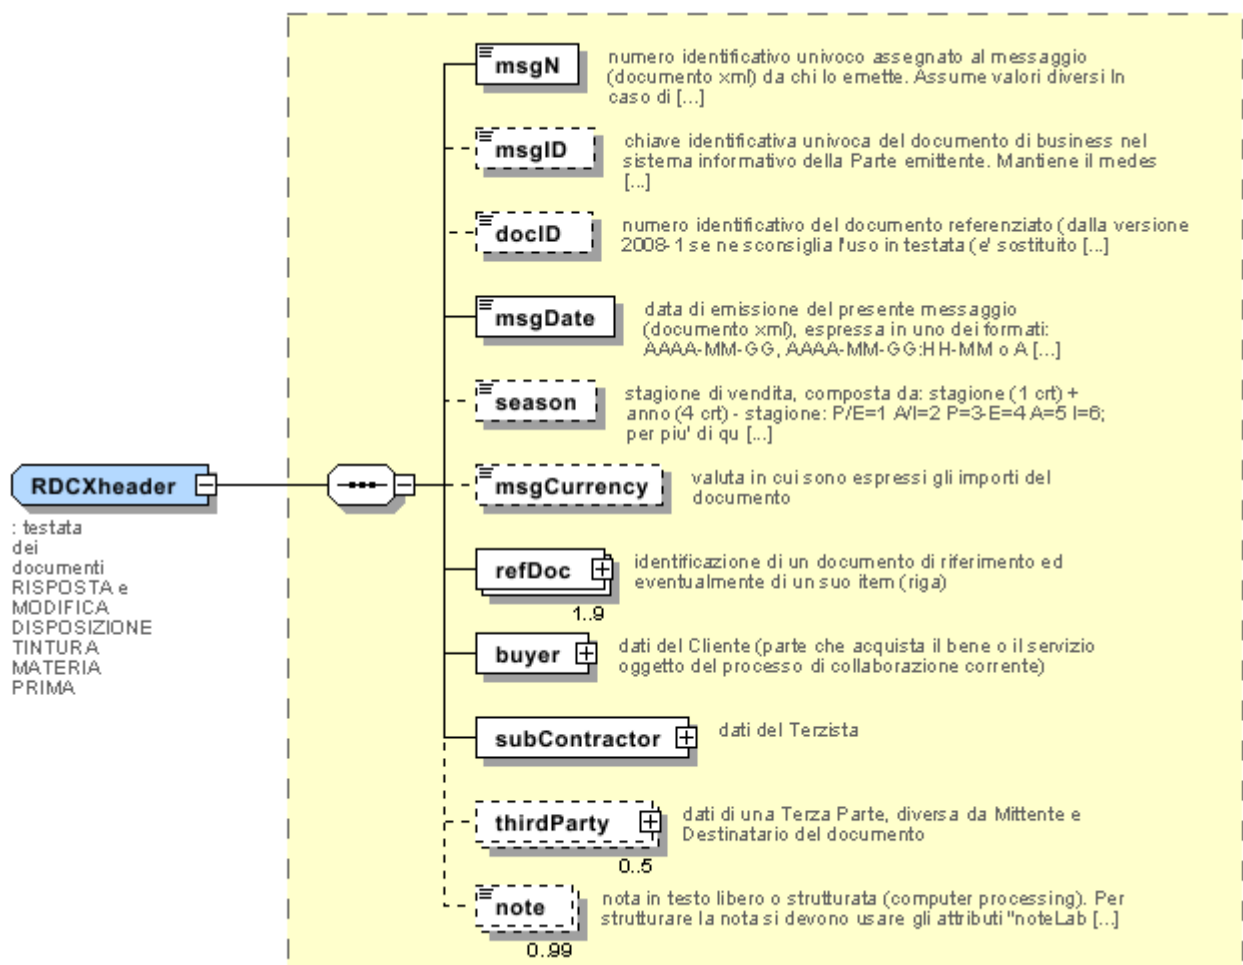 msgN
numero identificativo univoco assegnato al messaggio
(documento xml) da chi lo emette. Assume valori diversi In
caso di [...]
msgID
chiave identificativa univoca del documento di business nel
sistema informativo della Parte emittente. Mantiene il medes
[...]
docID
numero identificativo del documento referenziato (dalla versione
2008-1 se ne sconsiglia l'uso in testata (e' sostituito [...]
msgDate
data di emissione del presente messaggio
(documento xml), espressa in uno dei formati:
AAAA-MM-GG, AAAA-MM-GG:HH-MM o A [...]
season
stagione di vendita, composta da: stagione (1 crt) +
anno (4 crt) - stagione: P/E=1 A/I=2 P=3-E=4 A=5 I=6;
per piu' di qu [...]
RDCXheader
: testata
dei
documenti
RISPOSTA e
MODIFICA
DISPOSIZIONE
TINTURA
MATERIA
PRIMA
msgCurrency
valuta in cui sono espressi gli importi del
documento
refDoc
identificazione di un documento di riferimento ed
eventualmente di un suo item (riga)
1..9
buyer
dati del Cliente (parte che acquista il bene o il servizio
oggetto del processo di collaborazione corrente)
subContractor
dati del Terzista
thirdParty
dati di una Terza Parte, diversa da Mittente e
Destinatario del documento
0..5
note
nota in testo libero o strutturata (computer processing). Per
strutturare la nota si devono usare gli attributi "noteLab [...]
0..99